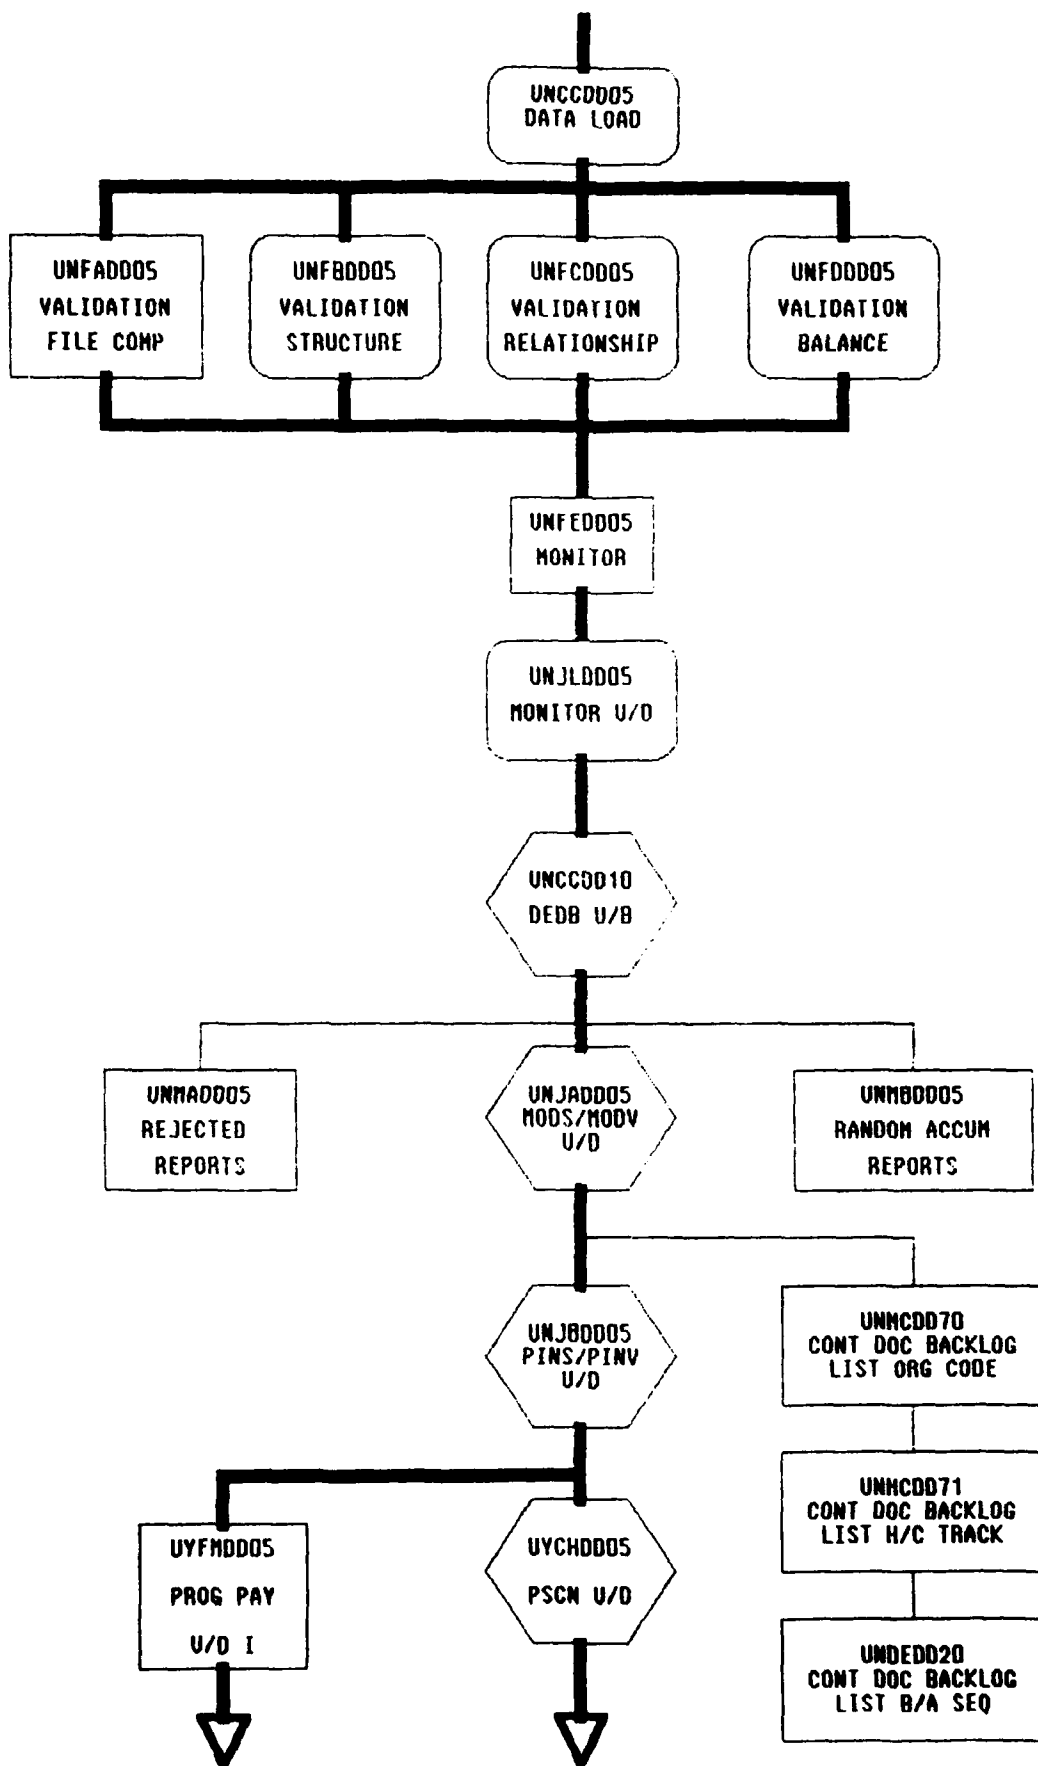 UNCCDD05
DATA LOAD
UNFADD05
VALIDATION
FILE COMP
UNFBDD05
VALIDATION
STRUCTURE
UNFCDD05
VALIDATION
RELATIONSHIP
UNFDDD05
VALIDATION
BALANCE
UNFEDD05
MONITOR
UNJLDD05
MONITOR U/D
UNCCDD10
DEDB U/B
UNMADD05
REJECTED
REPORTS
UNJADD05
MODS/MODV
U/D
UNMBDD05
RANDOM ACCUM
REPORTS
UNJBDD05
PINS/PINV
U/D
UNMCDD70
CONT DOC BACKLOG
LIST ORG CODE
UNMCDD71
CONT DOC BACKLOG
LIST H/C TRACK
UYFMDD05
PROG PAY
U/D I
UYCHDD05
PSCN U/D
UNDEDD20
CONT DOC BACKLOG
LIST B/A SEQ